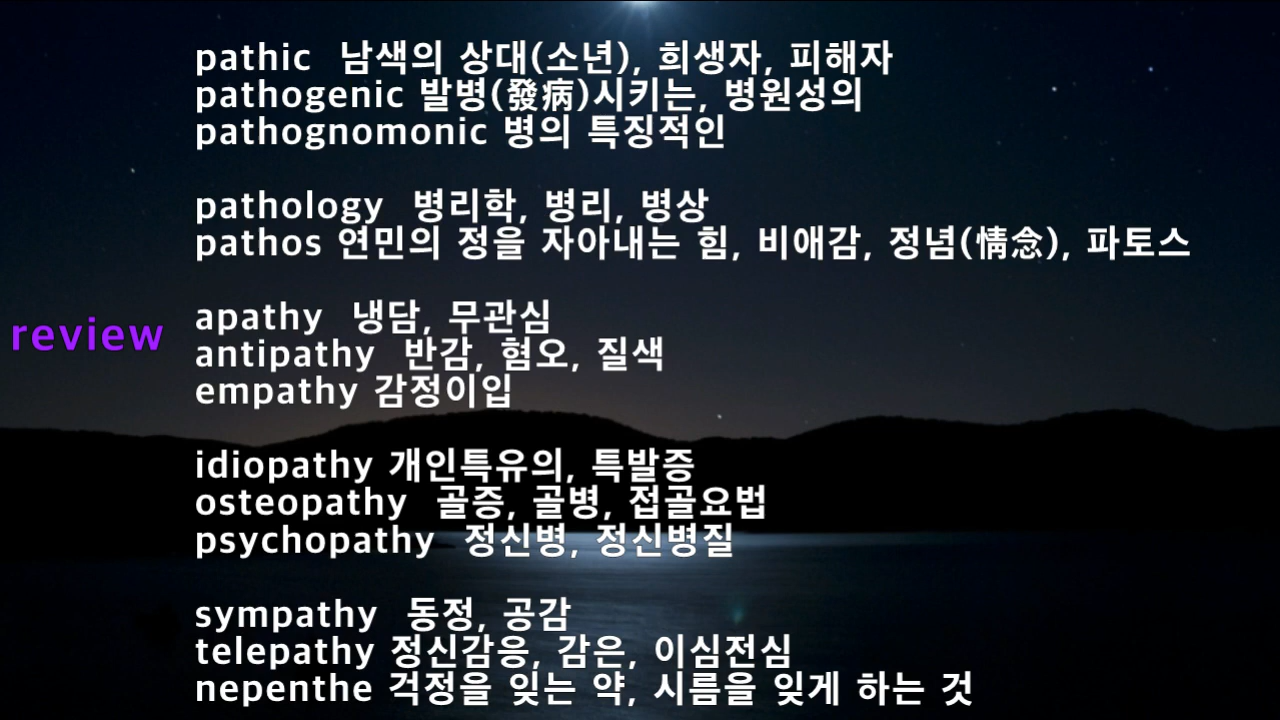 pathic 남색의 상대(소년), 희생자, 피해자
pathogenic 발병(發病)시키는, 병원성의
pathognomonic 병의 특징적인
pathology 병리학, 병리, 병상
pathos 연민의 정을 자아내는 힘, 비애감, 정념(情念), 파토스
review
apathy 냉담, 무관심
antipathy 반감, 혐오, 질색
empathy 감정이입
idiopathy 개인특유의, 특발증
osteopathy 골증, 골병, 접골요법
psychopathy 정신병, 정신병질
sympathy 동정, 공감
telepathy 정신감응, 감은, 이심전심
nepenthe 걱정을 잊는 약, 시름을 잊게 하는 것